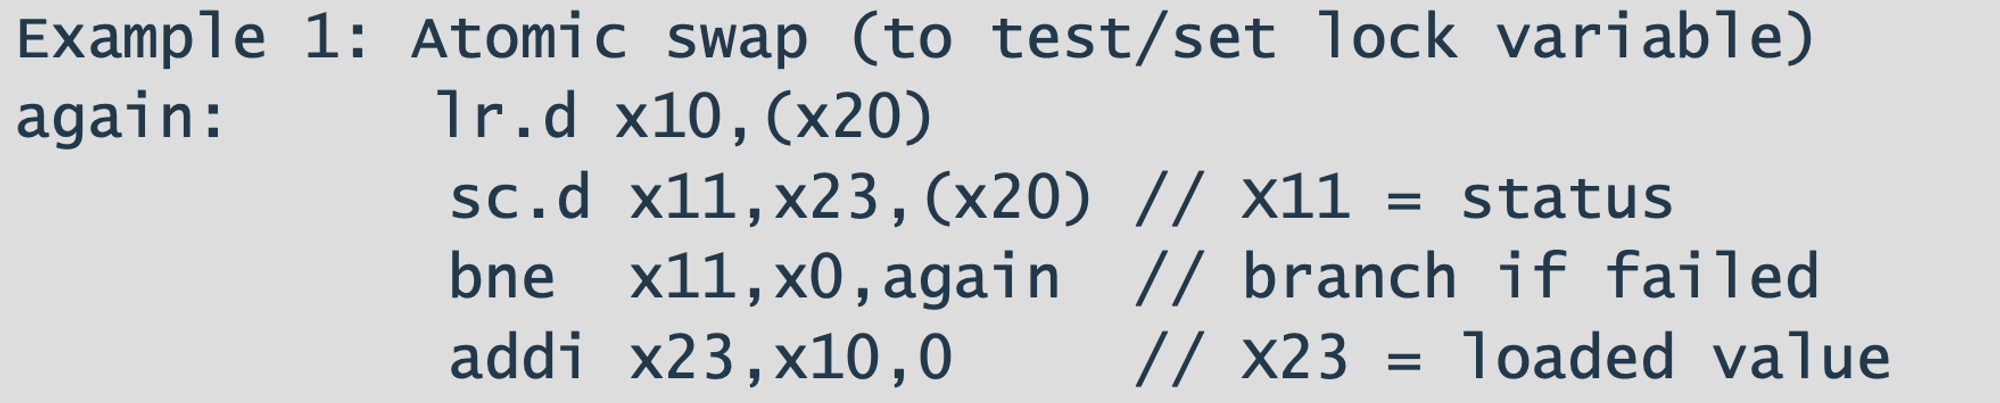 Example 1: Atomic swap (to test/set lock variable)
again: lr.d x10,(x20)
sc.d x11,x23,(x20) // X11 = status
bne x11,x0,again // branch if failed
addi x23,x10,0 // X23 = loaded value